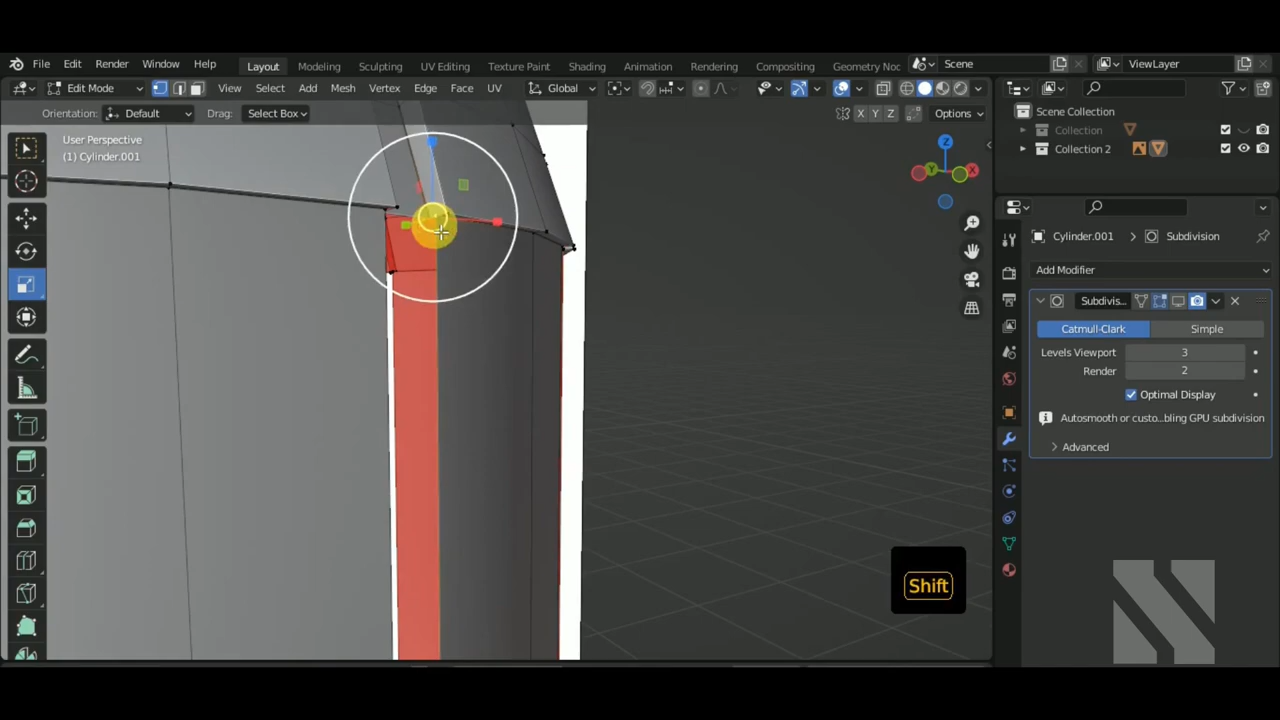 File Edit Render Window Help Layout Modeling Sculpting UV Editing Texture Paint Shading Animation Rendering Compositing Geometry Noc Scene ViewLayer
Edit Mode View Select Add Mesh Vertex Edge Face UV Global
Orientation: Default Drag: Select Box X Y Z Options
User Perspective
(1) Cylinder.001
Scene Collection
Collection
Collection 2
Z
Y
X
Cylinder.001 Subdivision
Add Modifier
Subdivis...
Catmull-Clark Simple
Levels Viewport 3
Render 2
Optimal Display
Autosmooth or custo...bling GPU subdivision
Advanced
Shift